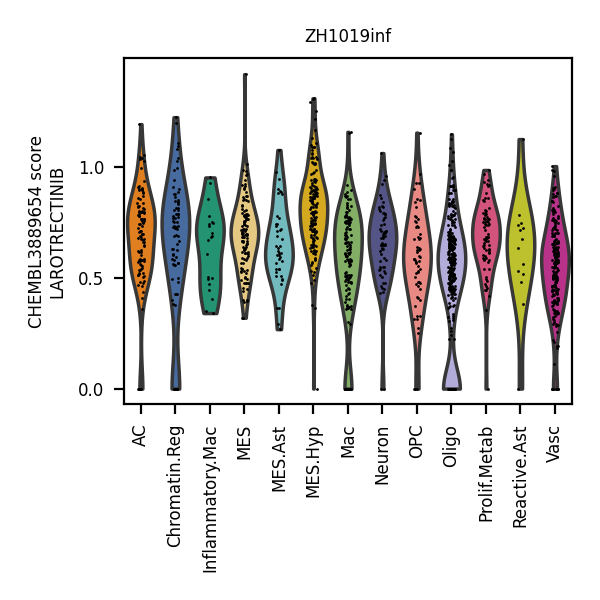 ZH1019inf
CHEMBL3889654 score
LAROTRECTINIB
1.0
0.5
0.0
AC
Chromatin.Reg
Inflammatory.Mac
MES
MES.Ast
MES.Hyp
Mac
Neuron
OPC
Oligo
Prolif.Metab
Reactive.Ast
Vasc